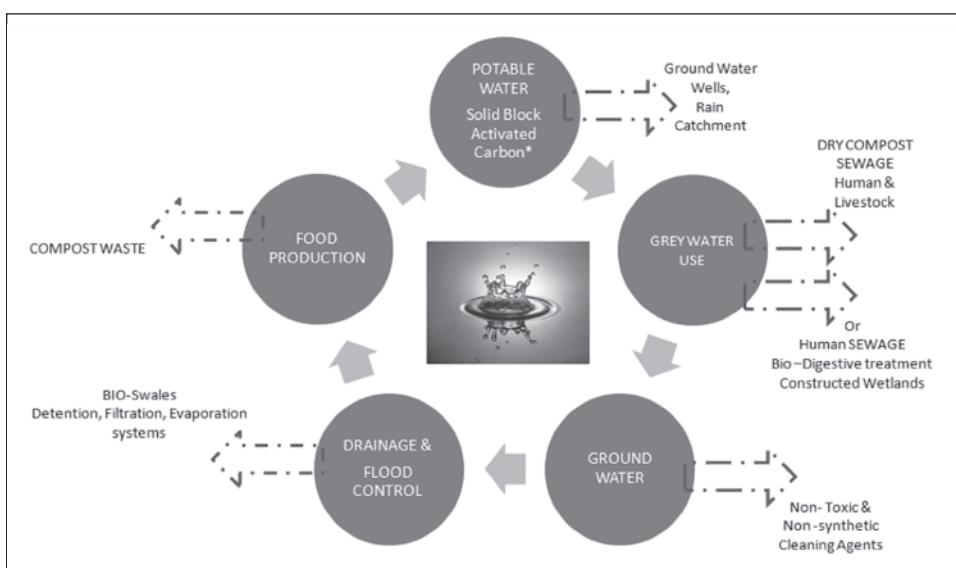 POTABLE
WATER
Solid Block
Activated
Carbon*
Ground Water
Wells,
Rain
Catchment
DRY COMPOST
SEWAGE
Human &
Livestock
GREY WATER
USE
Or
Human SEWAGE
Bio –Digestive treatment
Constructed Wetlands
GROUND
WATER
Non- Toxic &
Non -synthetic
Cleaning Agents
DRAINAGE &
FLOOD
CONTROL
BIO-Swales
Detention, Filtration, Evaporation
systems
FOOD
PRODUCTION
COMPOST WASTE